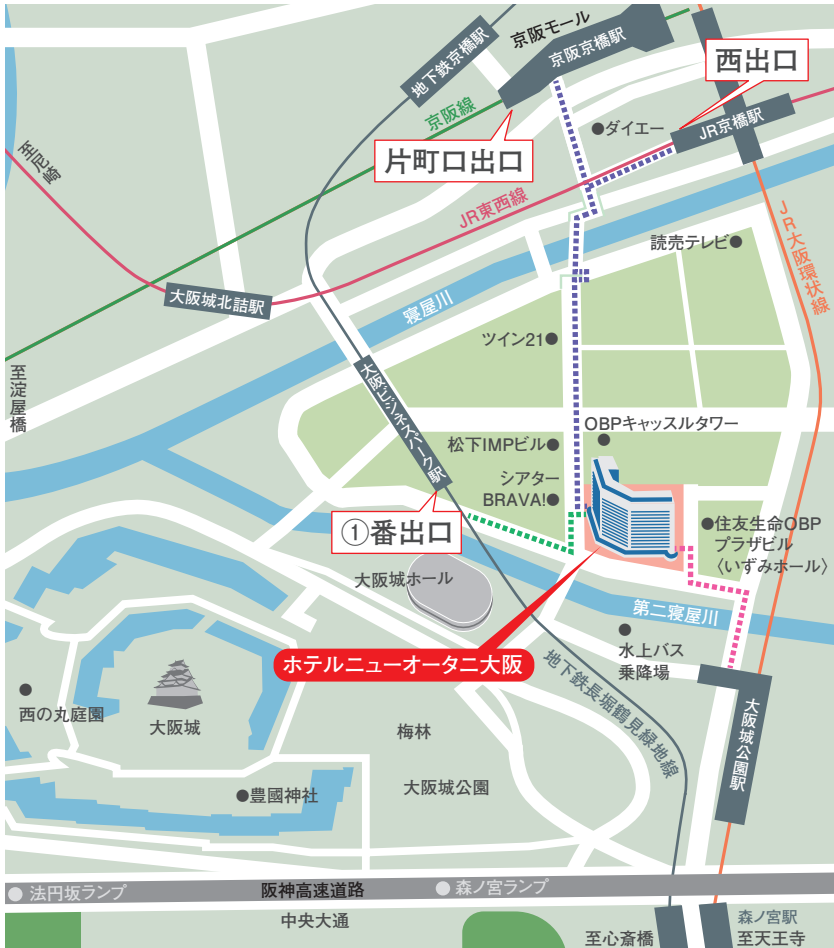 京阪モール
地下鉄京橋駅
京阪京橋駅
西出口
京阪線
ダイエー
JR京橋駅
片町口出口
至尼崎
JR東西線
JR大阪環状線
読売テレビ
大阪城北詰駅
寝屋川
ツイン21
至淀屋橋
大阪ビジネスパーク駅
OBPキャッスルタワー
松下IMPビル
シアター
BRAVA!
①番出口
住友生命OBP
プラザビル
〈いずみホール〉
大阪城ホール
第二寝屋川
水上バス
乗降場
ホテルニューオータニ大阪
地下鉄長堀鶴見緑地線
西の丸庭園
大阪城
梅林
大阪城公園駅
豊國神社
大阪城公園
法円坂ランプ
阪神高速道路
森ノ宮ランプ
中央大通
森ノ宮駅
至心斎橋
至天王寺